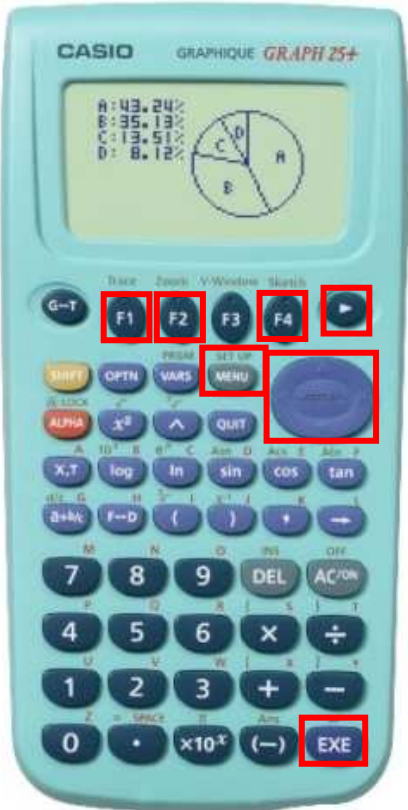 CASIO GRAPHIQUE GRAPH 25+
A:43.24%
B:35.13%
C:13.51%
D: 8.12%
D
C
A
B
Trace Zoom V-Window Sketch
G↔T F1 F2 F3 F4 ►
PRGM SET UP
SHIFT OPTN VARS MENU
ALPHA x² ^ QUIT
X,T log ln sin cos tan
a+b/c F↔D ( ) , →
M N O INS OFF
7 8 9 DEL AC/ON
P Q R { S } T
4 5 6 × ÷
U V W [ X ] Y
1 2 3 + −
Z = SPACE π Ans
0 . ×10ˣ (−) EXE